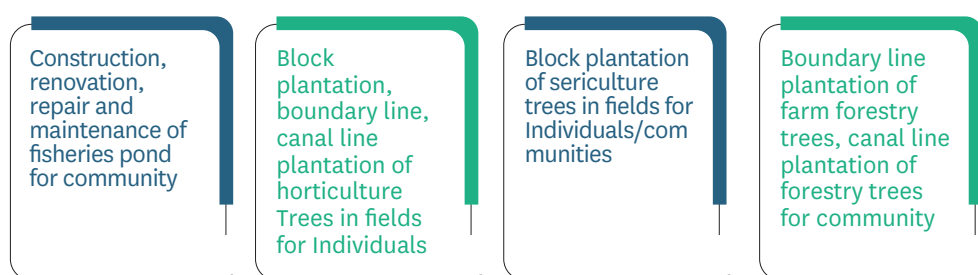 Construction,
renovation,
repair and
maintenance of
fisheries pond
for community
Block
plantation,
boundary line,
canal line
plantation of
horticulture
Trees in fields
for Individuals
Block plantation
of sericulture
trees in fields for
Individuals/com
munities
Boundary line
plantation of
farm forestry
trees, canal line
plantation of
forestry trees
for community